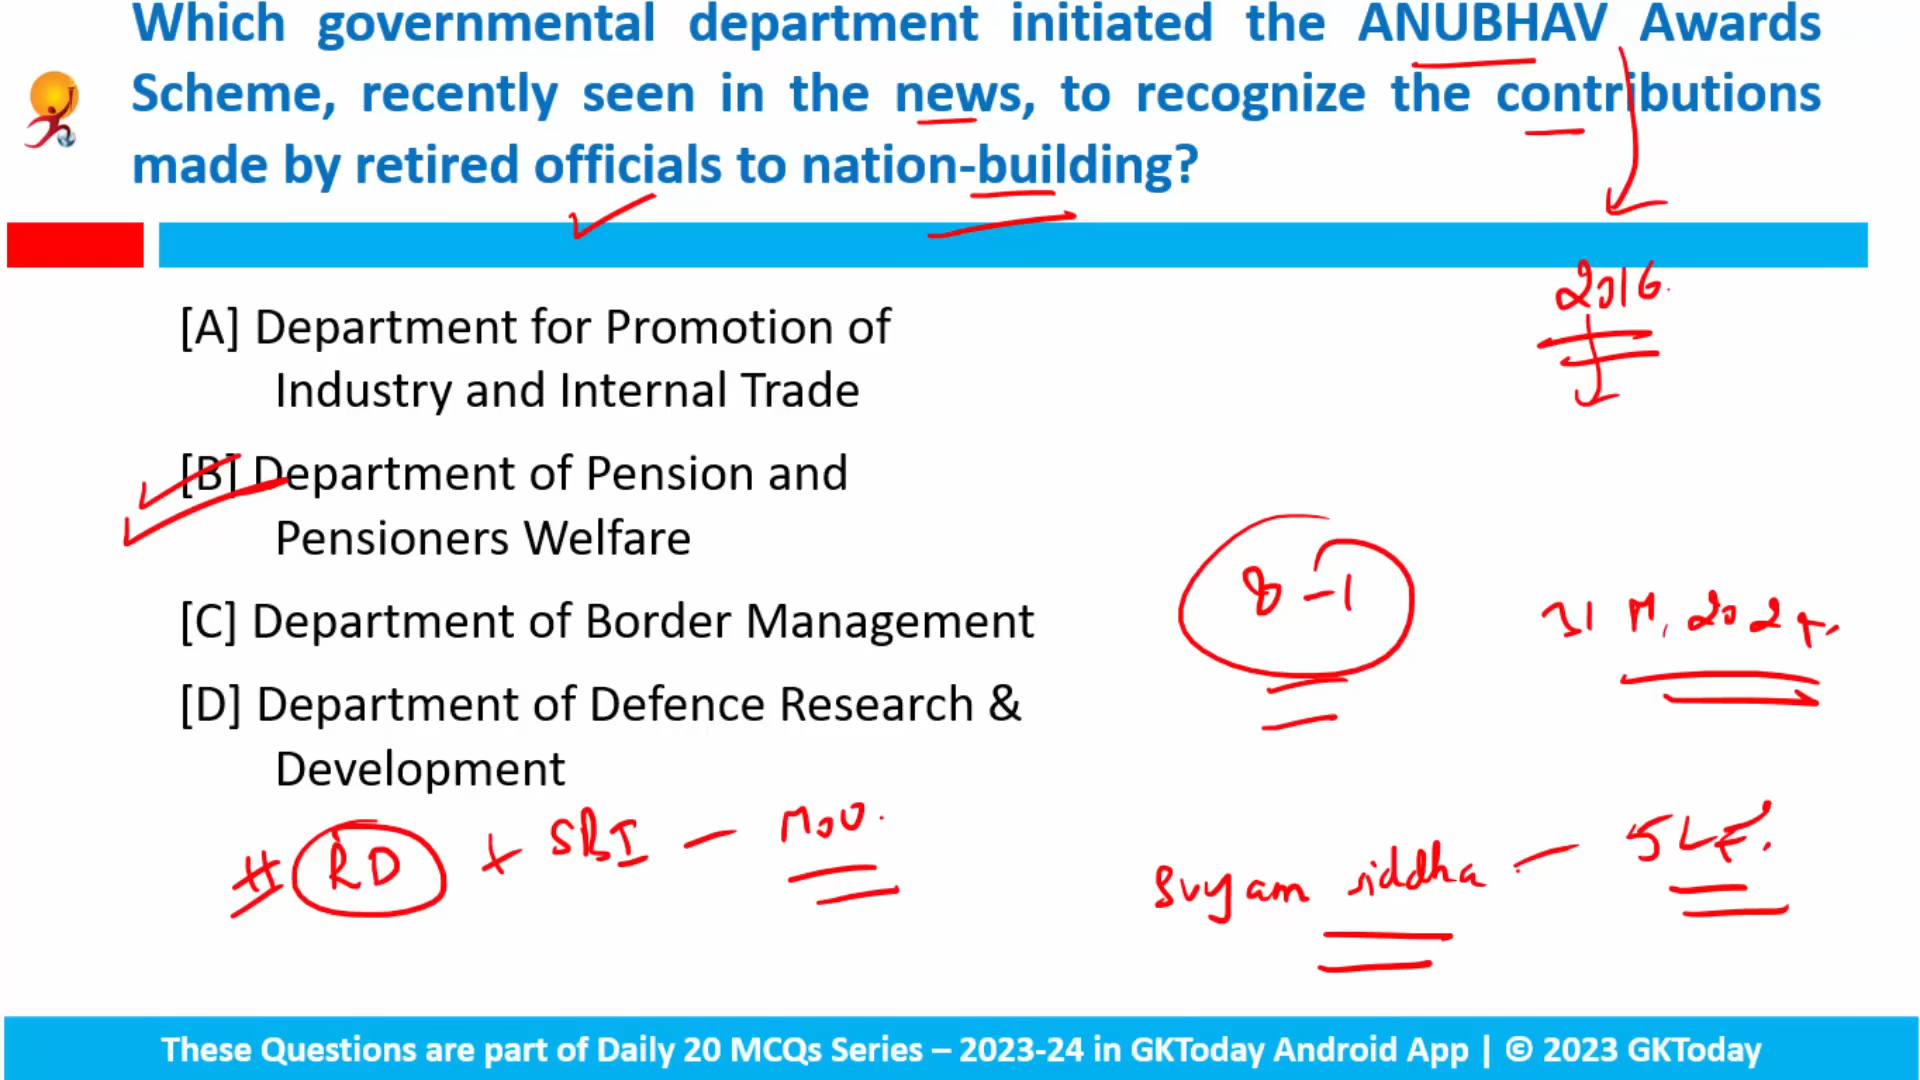 Which governmental department initiated the ANUBHAV Awards
Scheme, recently seen in the news, to recognize the contributions
made by retired officials to nation-building?
2016.
[A] Department for Promotion of
Industry and Internal Trade
[B] Department of Pension and
Pensioners Welfare
8-1
[C] Department of Border Management
31 M, 2024.
[D] Department of Defence Research &
Development
# RD + SBI - MoU.
Svyam siddha -
These Questions are part of Daily 20 MCQs Series – 2023-24 in GKToday Android App | © 2023 GKToday